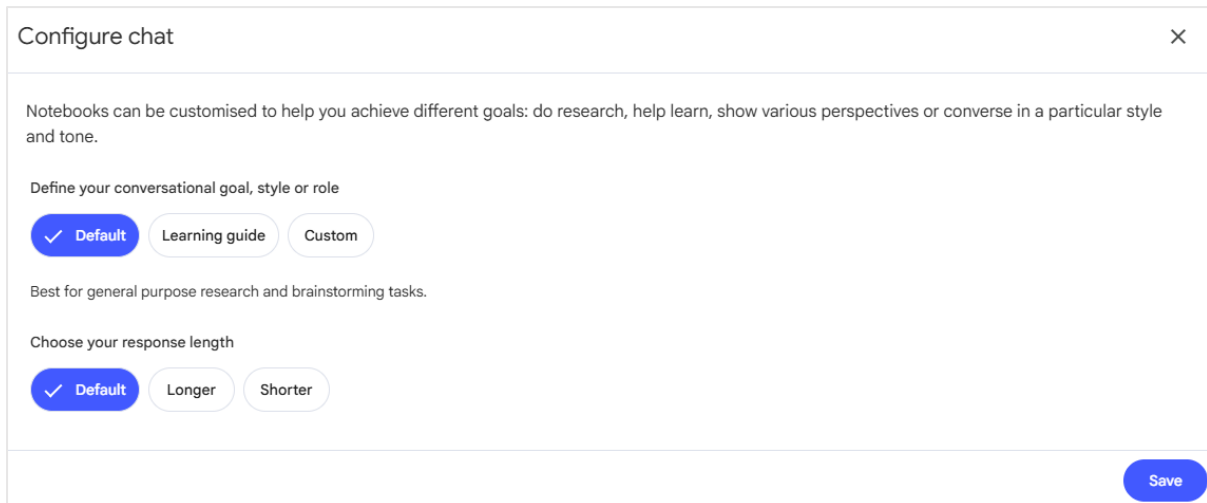 Configure chat
Notebooks can be customised to help you achieve different goals: do research, help learn, show various perspectives or converse in a particular style
and tone.
Define your conversational goal, style or role
Default Learning guide Custom
Best for general purpose research and brainstorming tasks.
Choose your response length
Default Longer Shorter
Save